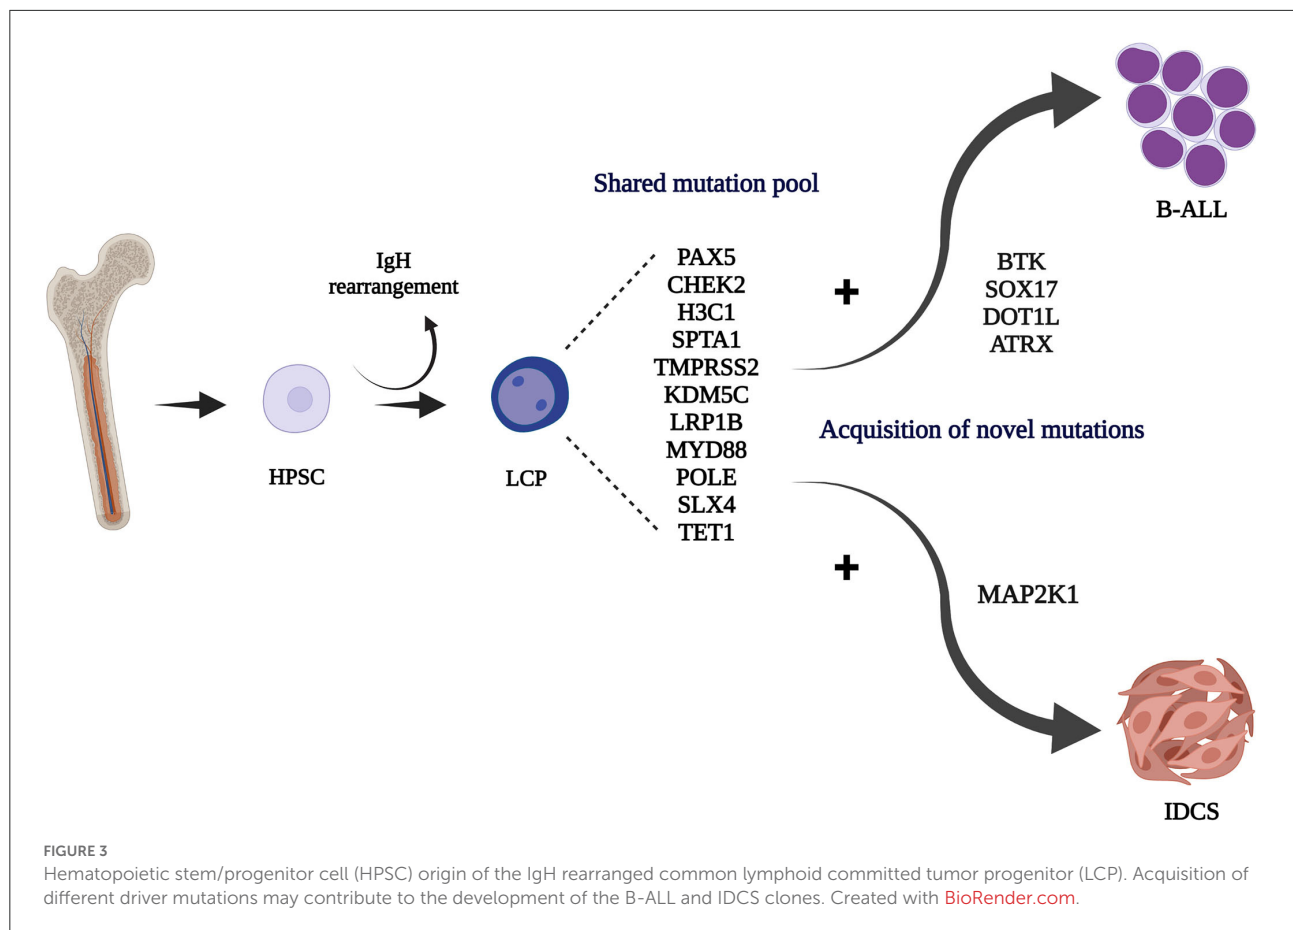 Shared mutation pool
IgH
rearrangement
HPSC
LCP
PAX5
CHEK2
H3C1
SPTA1
TMPRSS2
KDM5C
LRP1B
MYD88
POLE
SLX4
TET1
+
B-ALL
BTK
SOX17
DOT1L
ATRX
Acquisition of novel mutations
+
MAP2K1
IDCS
FIGURE 3
Hematopoietic stem/progenitor cell (HPSC) origin of the IgH rearranged common lymphoid committed tumor progenitor (LCP). Acquisition of
different driver mutations may contribute to the development of the B-ALL and IDCS clones. Created with BioRender.com.